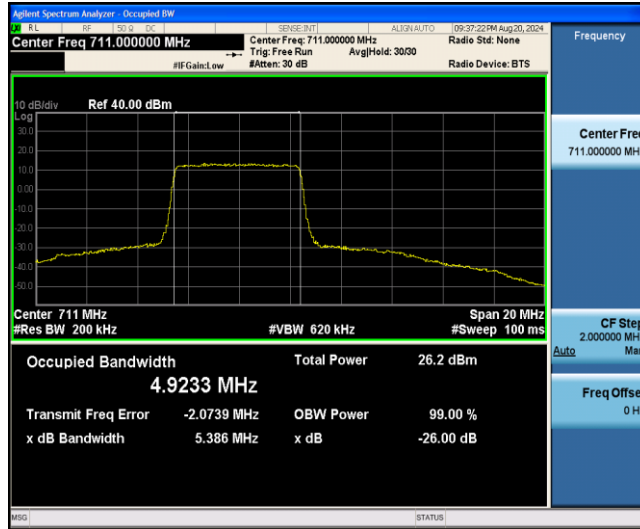 Agilent Spectrum Analyzer - Occupied BW
RL RF 50 Ω DC SENSE:INT ALIGN AUTO 09:37:22 PM Aug 20, 2024
Center Freq 711.000000 MHz
Center Freq: 711.000000 MHz Radio Std: None
Trig: Free Run Avg|Hold: 30/30
#IFGain:Low #Atten: 30 dB Radio Device: BTS
Frequency
10 dB/div Ref 40.00 dBm
Log
30.0
20.0
10.0
0.00
-10.0
-20.0
-30.0
-40.0
-50.0
Center 711 MHz Span 20 MHz
#Res BW 200 kHz #VBW 620 kHz #Sweep 100 ms
Occupied Bandwidth Total Power 26.2 dBm
4.9233 MHz
Transmit Freq Error -2.0739 MHz OBW Power 99.00 %
x dB Bandwidth 5.386 MHz x dB -26.00 dB
Center Fre
711.000000 MH
CF Step
2.000000 MH
Auto Ma
Freq Offse
0 H
MSG STATUS